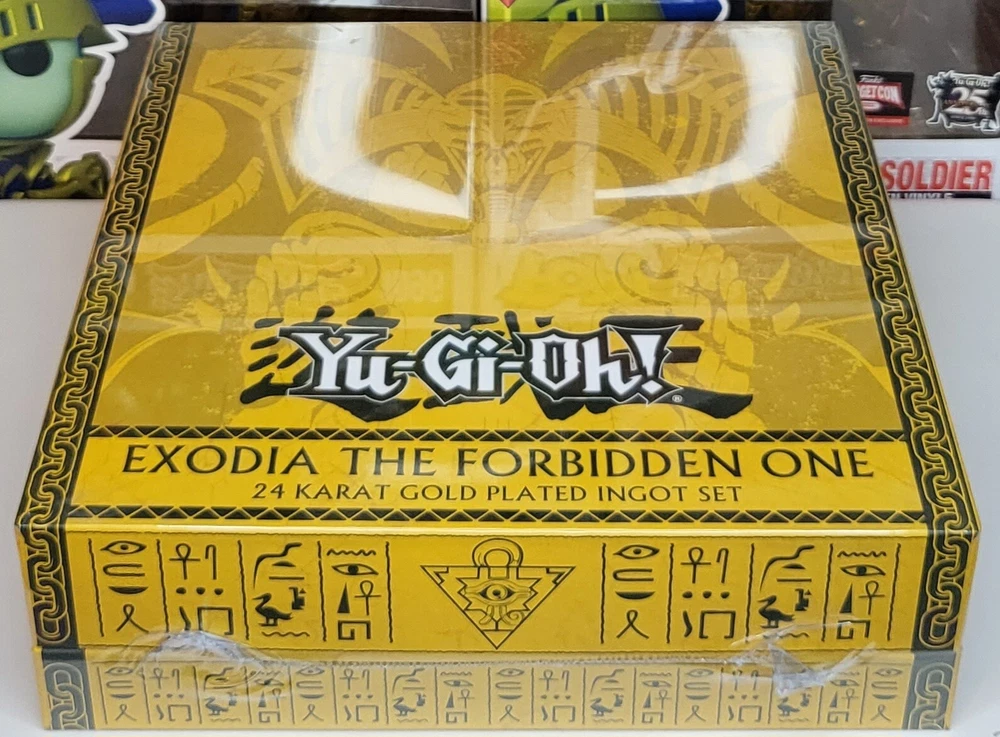 SOLDIER
Yu-Gi-Oh!
®
EXODIA THE FORBIDDEN ONE
24 KARAT GOLD PLATED INGOT SET